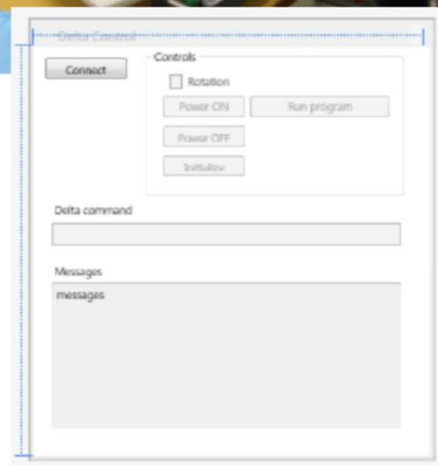 Delta Control
Connect
Controls
Rotation
Power ON
Run program
Power OFF
Initialize
Delta command
Messages
messages